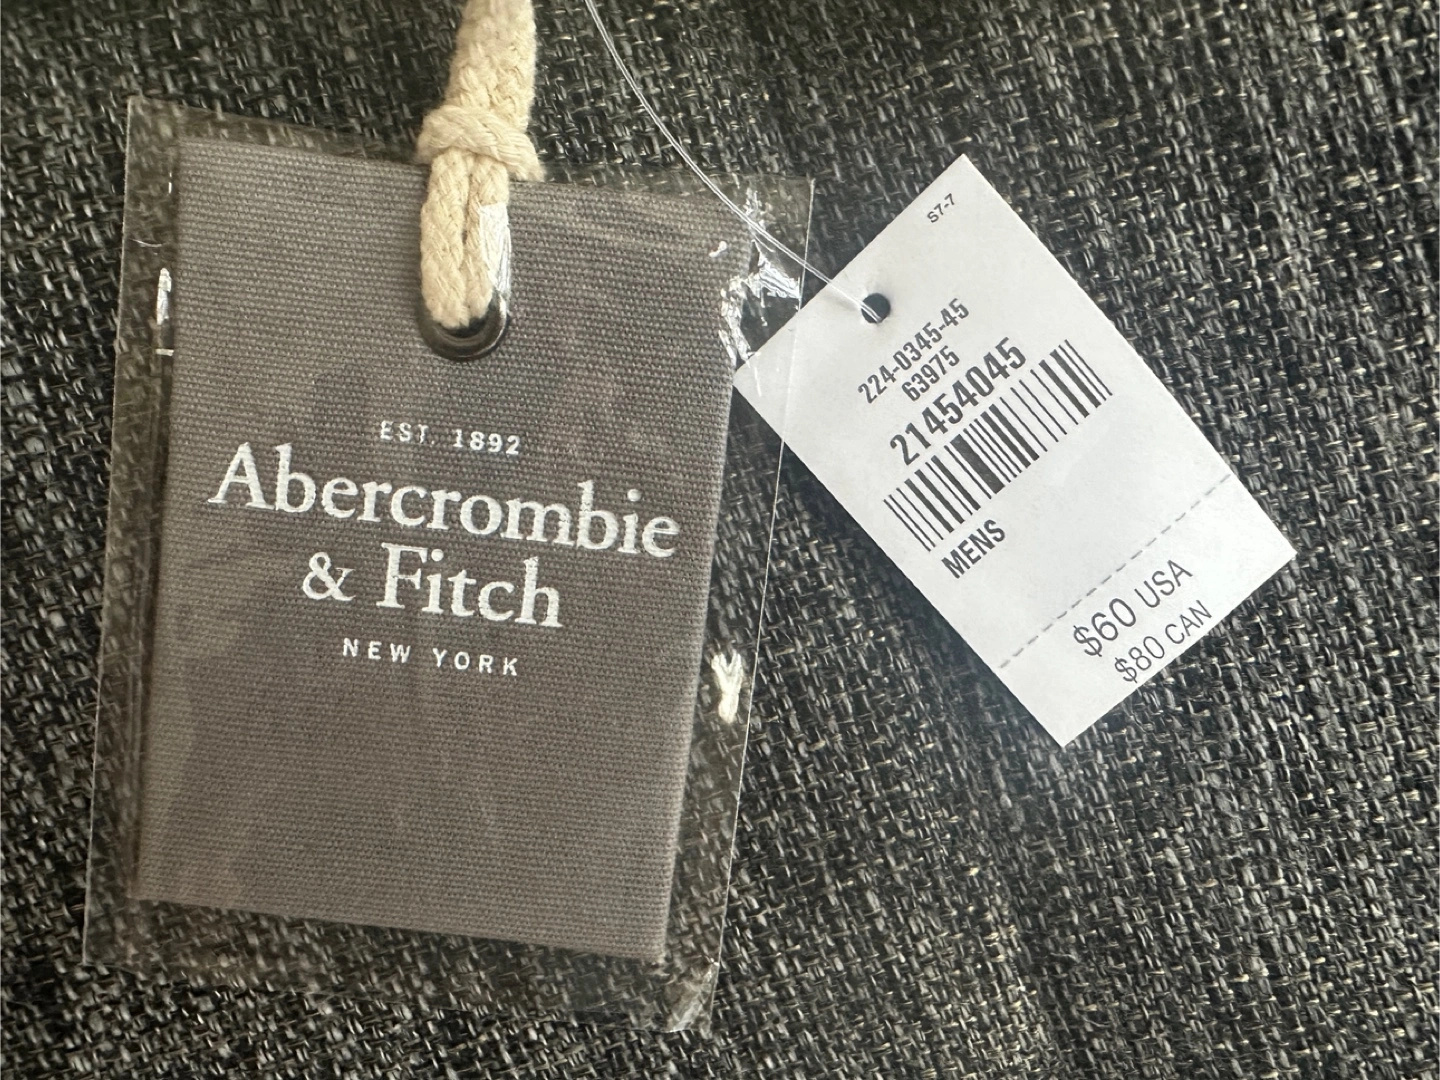 EST. 1892
Abercrombie
& Fitch
NEW YORK
S7-7
224-0345-45
63975
21454045
MENS
$60 USA
$80 CAN